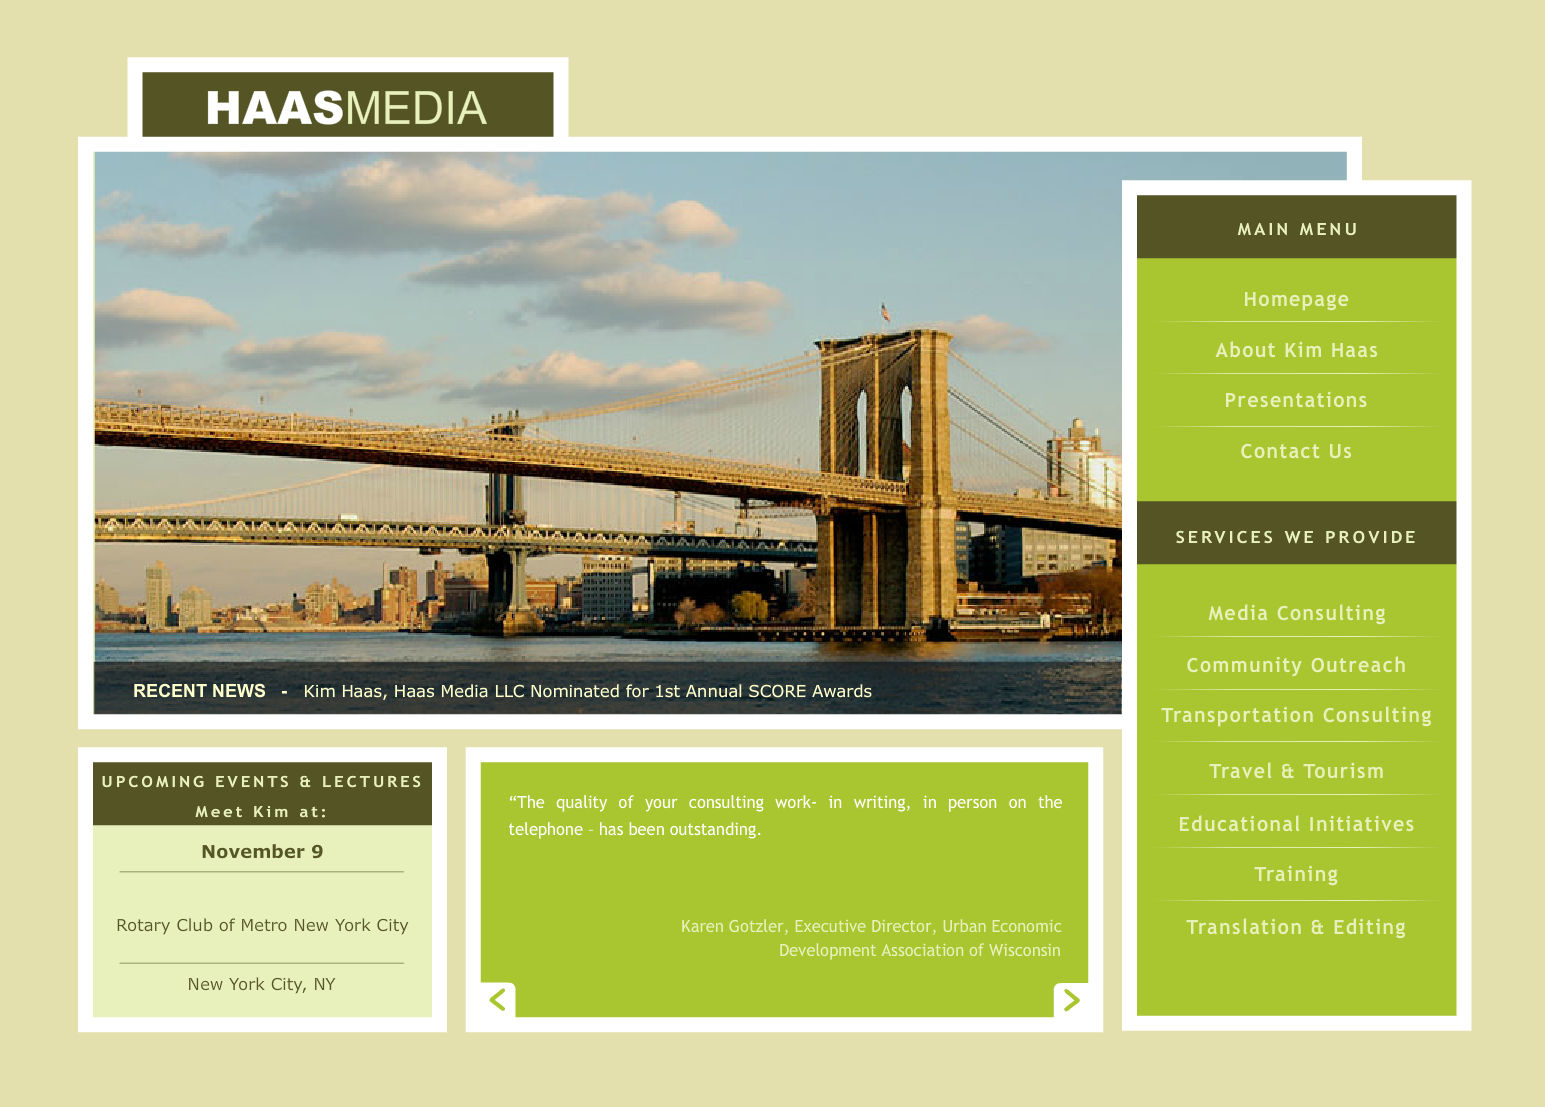 HAASMEDIA
MAIN MENU
Homepage
About Kim Haas
Presentations
Contact Us
SERVICES WE PROVIDE
Media Consulting
Community Outreach
Transportation Consulting
Travel & Tourism
Educational Initiatives
Training
Translation & Editing
RECENT NEWS - Kim Haas, Haas Media LLC Nominated for 1st Annual SCORE Awards
UPCOMING EVENTS & LECTURES
Meet Kim at:
November 9
Rotary Club of Metro New York City
New York City, NY
“The quality of your consulting work- in writing, in person on the
telephone - has been outstanding.
Karen Gotzler, Executive Director, Urban Economic
Development Association of Wisconsin